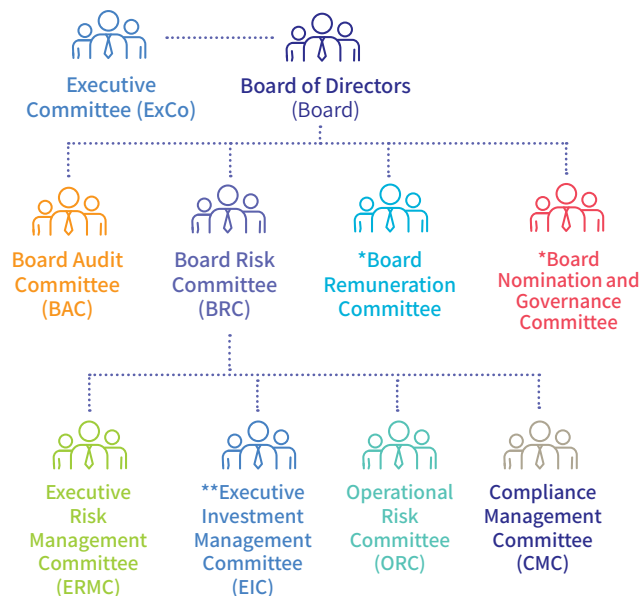 Executive
Committee (ExCo)
Board of Directors
(Board)
Board Audit
Committee
(BAC)
Board Risk
Committee
(BRC)
*Board
Remuneration
Committee
*Board
Nomination and
Governance
Committee
Executive
Risk
Management
Committee
(ERMC)
**Executive
Investment
Management
Committee
(EIC)
Operational
Risk
Committee
(ORC)
Compliance
Management
Committee
(CMC)